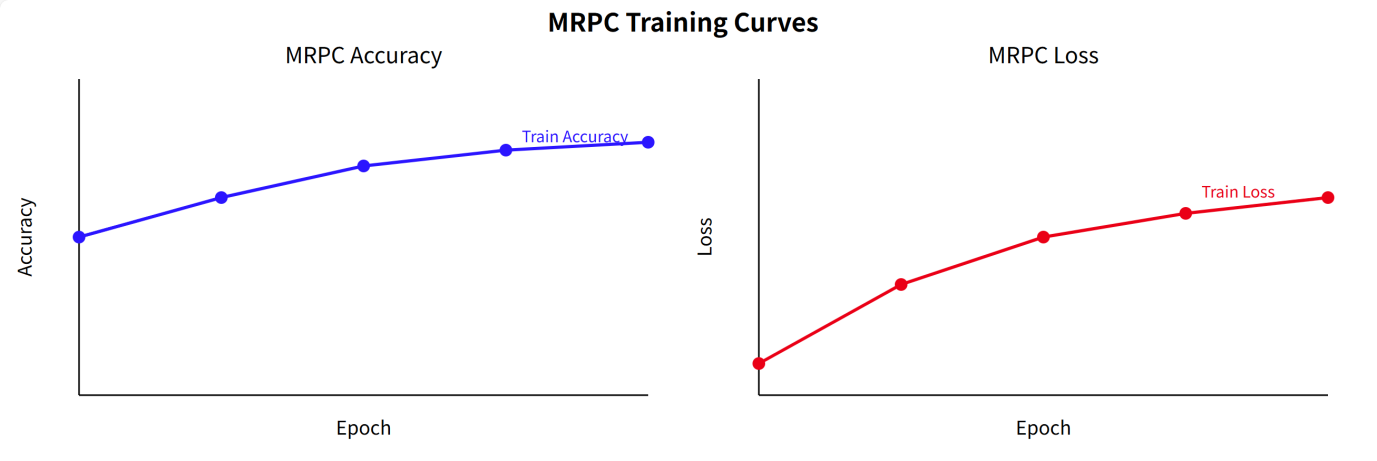 MRPC Training Curves
MRPC Accuracy
Train Accuracy
Accuracy
Epoch
MRPC Loss
Train Loss
Loss
Epoch